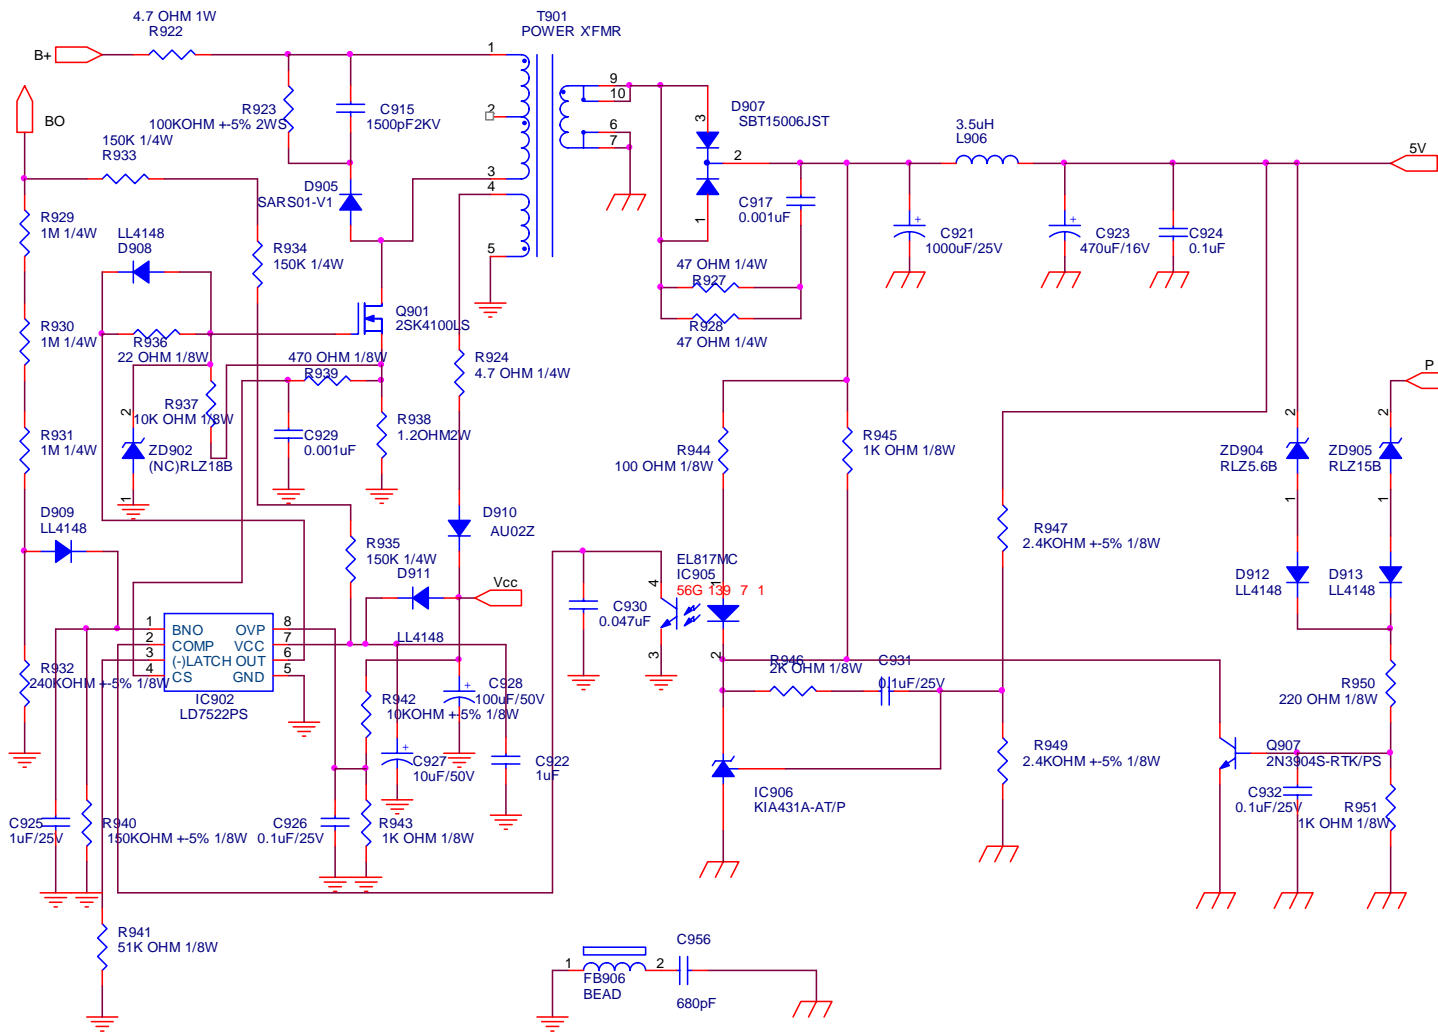 4.7 OHM 1W
R922
B+
BO
T901
POWER X'FMR
1
2
3
4
5
9
10
6
7
R923
100KOHM +-5% 2WS
C915
1500pF2KV
150K 1/4W
R933
D905
SARS01-V1
D907
SBT15006JST
3
2
1
3.5uH
L906
5V
R929
1M 1/4W
LL4148
D908
R934
150K 1/4W
C917
0.001uF
C921
1000uF/25V
+
C923
470uF/16V
+
C924
0.1uF
47 OHM 1/4W
R927
R928
47 OHM 1/4W
Q901
2SK4100LS
R930
1M 1/4W
R936
22 OHM 1/8W
470 OHM 1/8W
R939
R924
4.7 OHM 1/4W
P
R937
10K OHM 1/8W
2
ZD902
(NC)RLZ18B
1
R938
1.2OHM2W
C929
0.001uF
R931
1M 1/4W
R944
100 OHM 1/8W
R945
1K OHM 1/8W
2
ZD904
RLZ5.6B
1
2
ZD905
RLZ15B
1
D909
LL4148
D910
AU02Z
R935
150K 1/4W
D911
LL4148
Vcc
R947
2.4KOHM +-5% 1/8W
EL817MC
IC905
56G 139 7 1
4
3
1
2
C930
0.047uF
D912
LL4148
D913
LL4148
1
2
3
4
BNO
COMP
(-)LATCH
CS
OVP
VCC
OUT
GND
8
7
6
5
IC902
LD7522PS
R932
240KOHM +-5% 1/8W
R942
10KOHM +-5% 1/8W
C928
100uF/50V
+
R946
2K OHM 1/8W
C931
0.1uF/25V
R950
220 OHM 1/8W
C927
10uF/50V
+
C922
1uF
R949
2.4KOHM +-5% 1/8W
Q907
2N3904S-RTK/PS
IC906
KIA431A-AT/P
C932
0.1uF/25V
R951
1K OHM 1/8W
C925
1uF/25V
R940
150KOHM +-5% 1/8W
C926
0.1uF/25V
R943
1K OHM 1/8W
R941
51K OHM 1/8W
1
2
FB906
BEAD
C956
680pF